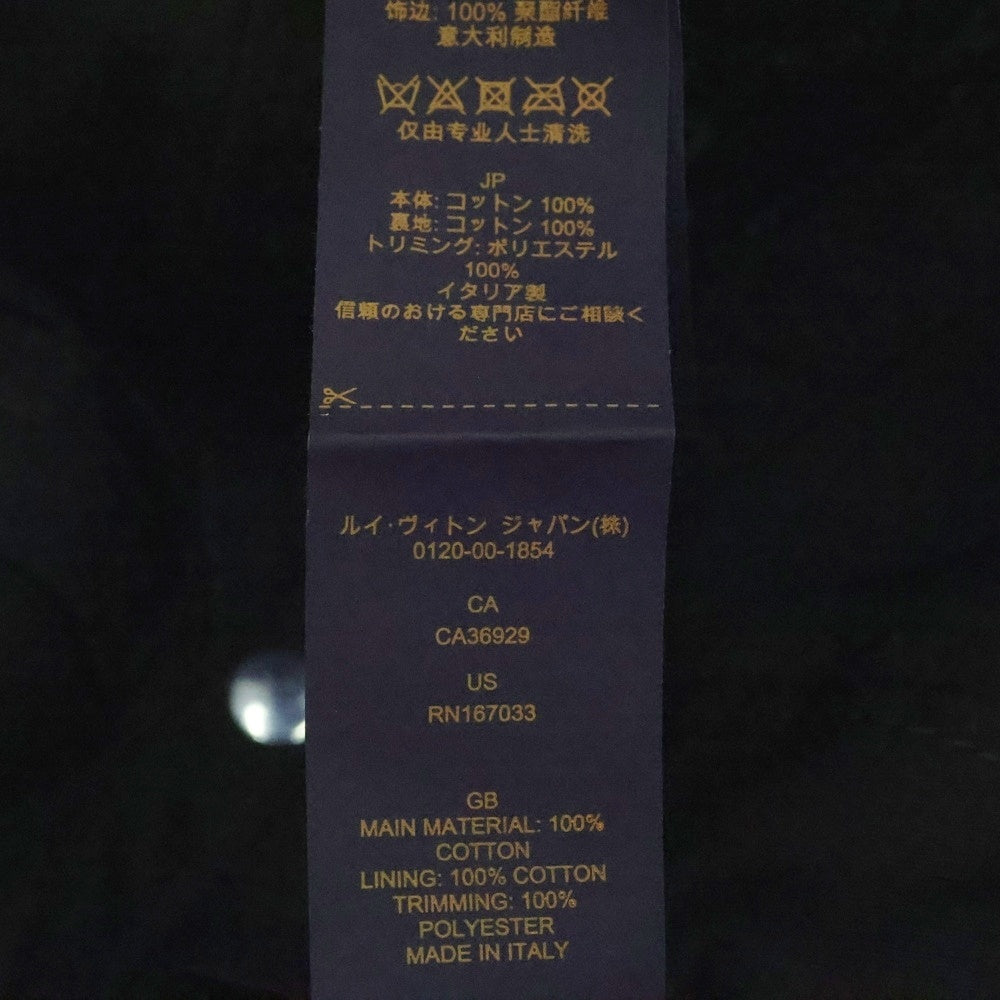 饰边: 100% 聚酯纤维
意大利制造
仅由专业人士清洗
JP
本体: コットン 100%
裏地: コットン 100%
トリミング: ポリエステル
100%
イタリア製
信頼のおける専門店にご相談く
ださい
ルイ·ヴィトン ジャパン(株)
0120-00-1854
CA
CA36929
US
RN167033
GB
MAIN MATERIAL: 100%
COTTON
LINING: 100% COTTON
TRIMMING: 100%
POLYESTER
MADE IN ITALY